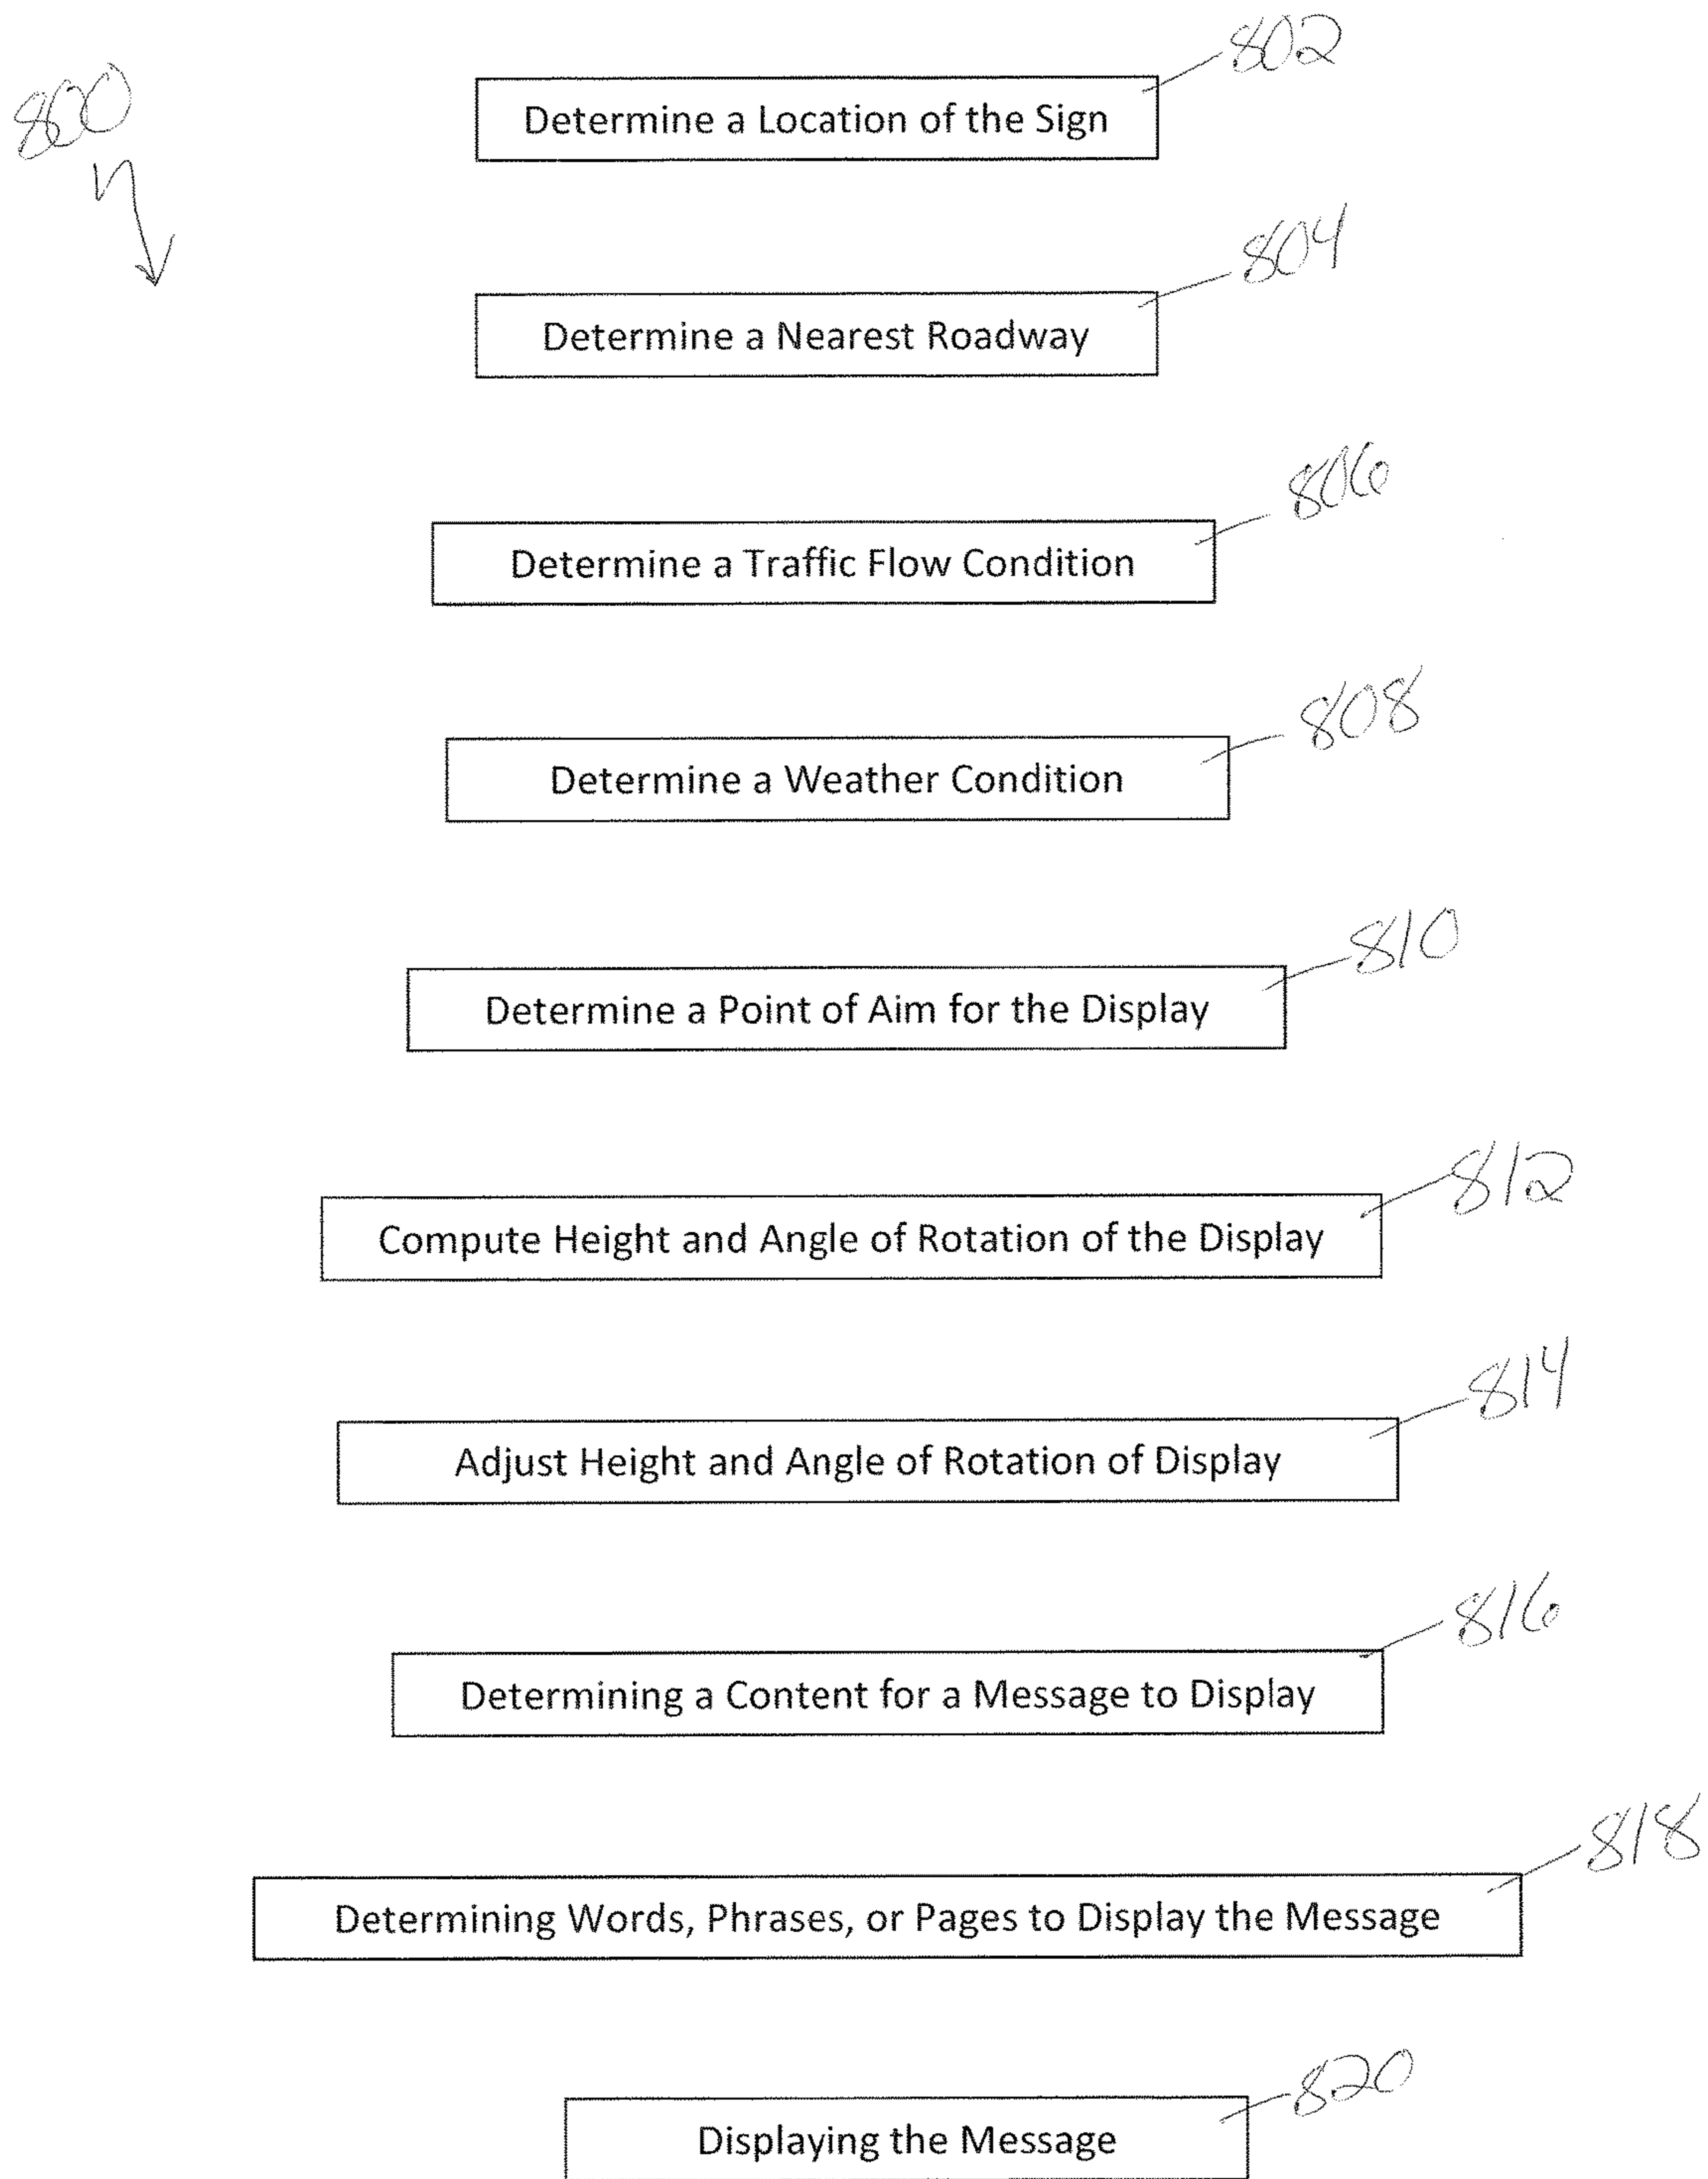 802
800
Determine a Location of the Sign
804
Determine a Nearest Roadway
806
Determine a Traffic Flow Condition
808
Determine a Weather Condition
810
Determine a Point of Aim for the Display
812
Compute Height and Angle of Rotation of the Display
814
Adjust Height and Angle of Rotation of Display
816
Determining a Content for a Message to Display
818
Determining Words, Phrases, or Pages to Display the Message
820
Displaying the Message